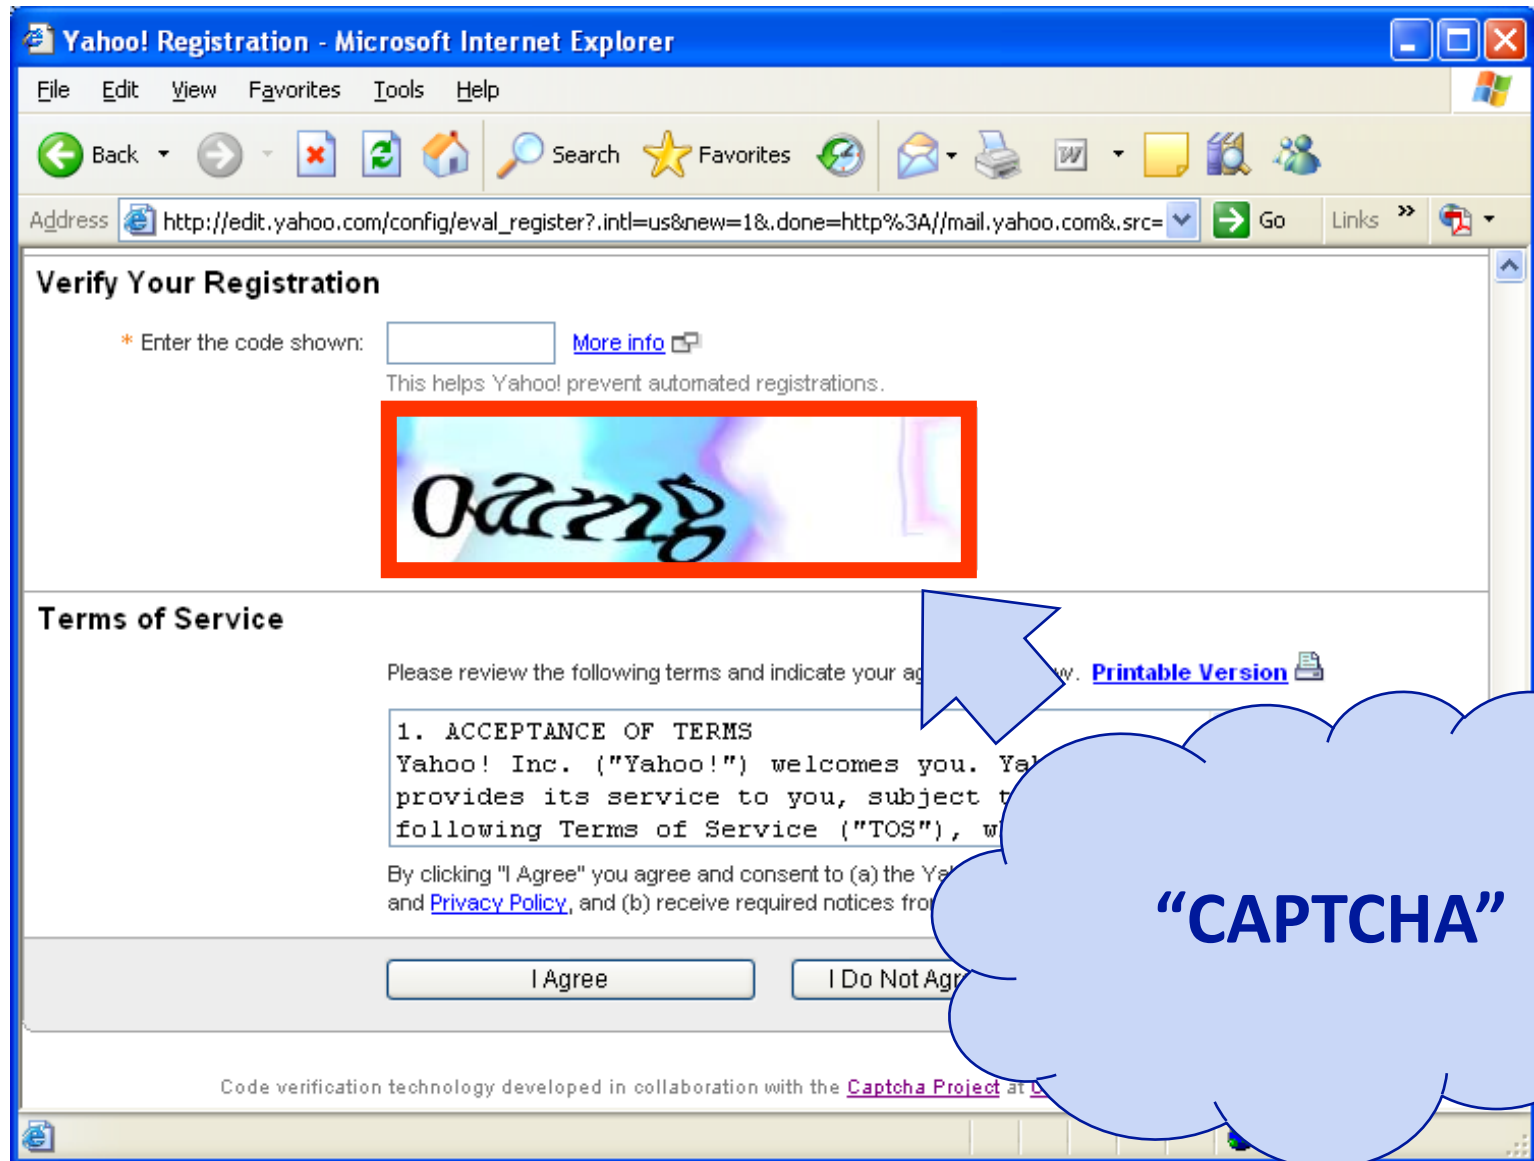 Yahoo! Registration - Microsoft Internet Explorer
File Edit View Favorites Tools Help
Back Search Favorites
Address http://edit.yahoo.com/config/eval_register?.intl=us&new=1&.done=http%3A//mail.yahoo.com&.src= Go Links »
Verify Your Registration
* Enter the code shown: More info
This helps Yahoo! prevent automated registrations.
Terms of Service
Please review the following terms and indicate your Printable Version
1. ACCEPTANCE OF TERMS
Yahoo! Inc. ("Yahoo!") welcomes you.
provides its service to you, subject
following Terms of Service ("TOS"),
By clicking "I Agree" you agree and consent to (a) the
and Privacy Policy, and (b) receive required notices
“CAPTCHA”
I Agree I Do Not
Code verification technology developed in collaboration with the Captcha Project at